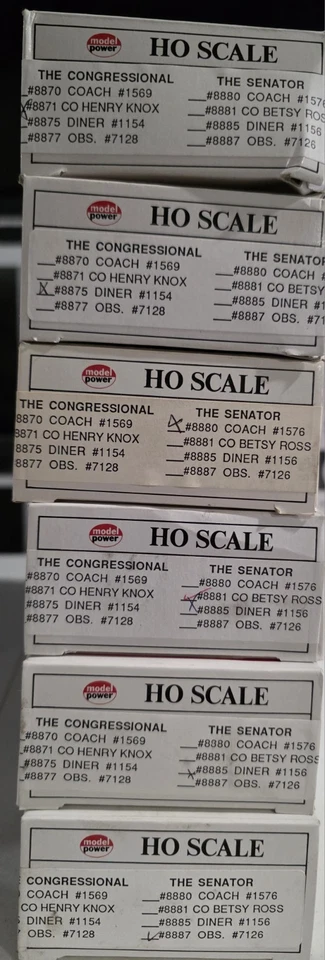 model power HO SCALE
THE CONGRESSIONAL THE SENATOR
#8870 COACH #1569 #8880 COACH #1576
#8871 CO HENRY KNOX #8881 CO BETSY ROS
#8875 DINER #1154 #8885 DINER #1156
#8877 OBS. #7128 #8887 OBS. #7126
model power HO SCALE
THE CONGRESSIONAL THE SENATOR
#8870 COACH #1569 #8880 COACH #
#8871 CO HENRY KNOX #8881 CO BETSY
X #8875 DINER #1154 #8885 DINER #1
#8877 OBS. #7128 #8887 OBS. #71
model power HO SCALE
THE CONGRESSIONAL THE SENATOR
8870 COACH #1569 X #8880 COACH #1576
8871 CO HENRY KNOX #8881 CO BETSY ROSS
8875 DINER #1154 #8885 DINER #1156
8877 OBS. #7128 #8887 OBS. #7126
model power HO SCALE
THE CONGRESSIONAL THE SENATOR
#8870 COACH #1569 #8880 COACH #1576
#8871 CO HENRY KNOX #8881 CO BETSY ROSS
#8875 DINER #1154 #8885 DINER #1156
#8877 OBS. #7128 #8887 OBS. #7126
model power HO SCALE
THE CONGRESSIONAL THE SENATOR
#8870 COACH #1569 #8880 COACH #1576
#8871 CO HENRY KNOX #8881 CO BETSY ROSS
#8875 DINER #1154 X #8885 DINER #1156
#8877 OBS. #7128 #8887 OBS. #7126
model power HO SCALE
CONGRESSIONAL THE SENATOR
COACH #1569 #8880 COACH #1576
CO HENRY KNOX #8881 CO BETSY ROSS
DINER #1154 #8885 DINER #1156
OBS. #7128 #8887 OBS. #7126